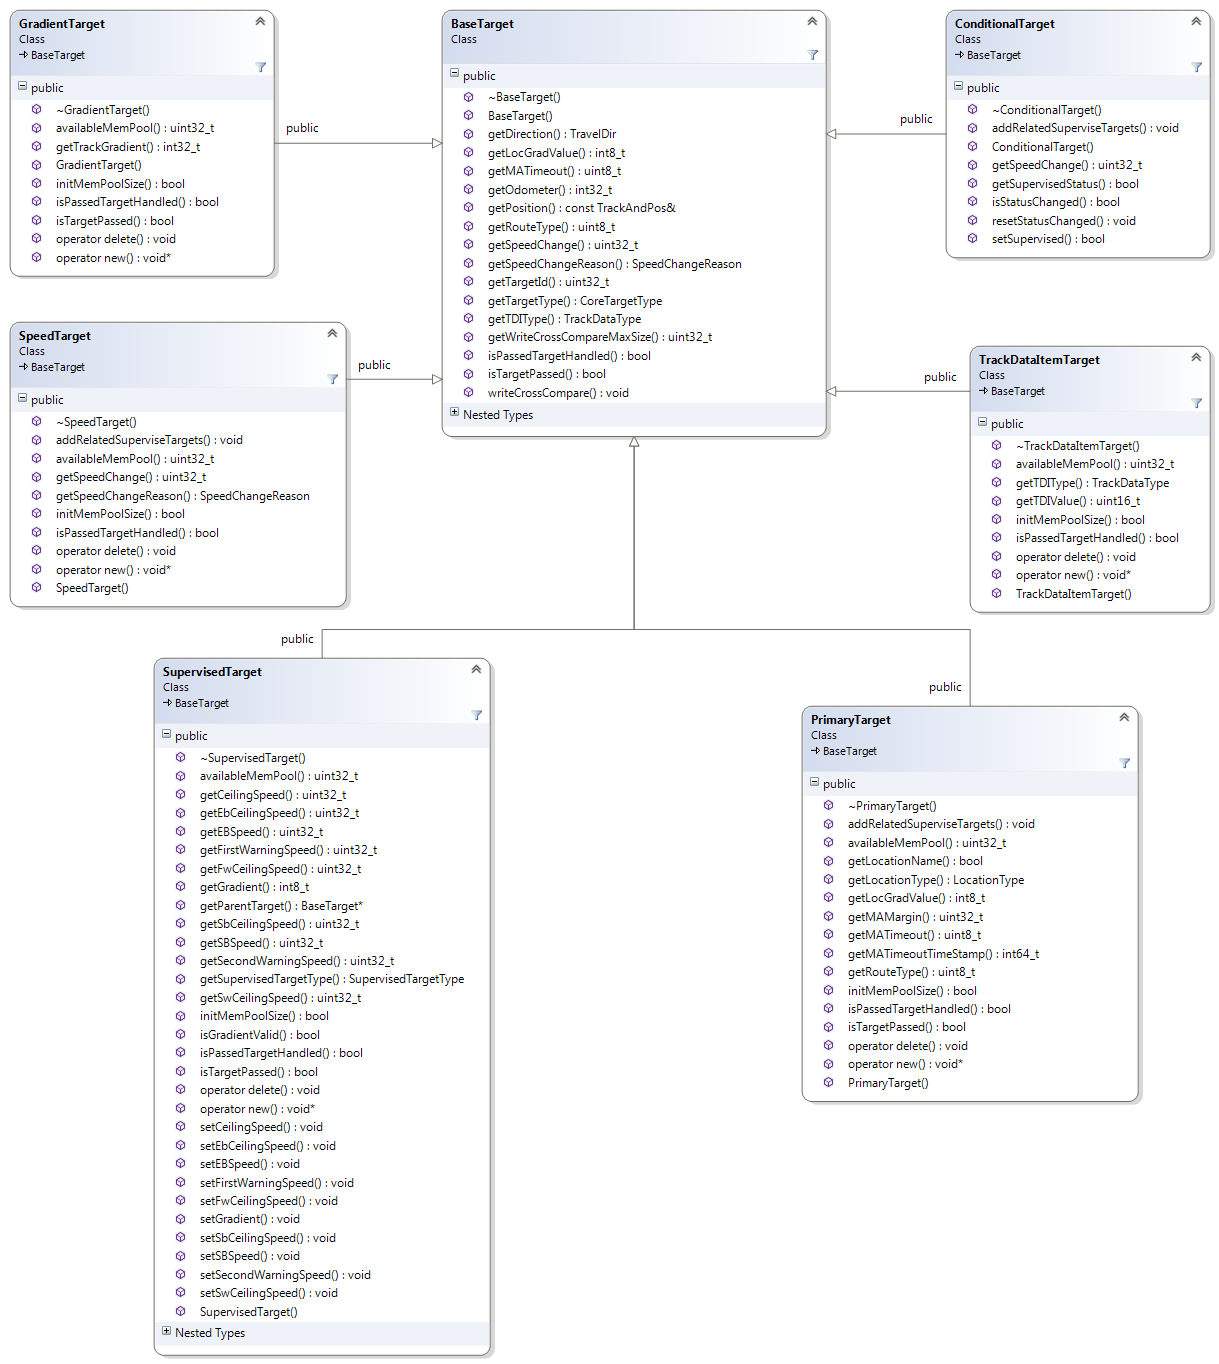 GradientTarget
Class
BaseTarget
public
~GradientTarget()
availableMemPool() : uint32_t
getTrackGradient() : int32_t
GradientTarget()
initMemPoolSize() : bool
isPassedTargetHandled() : bool
isTargetPassed() : bool
operator delete() : void
operator new() : void*
public
BaseTarget
Class
public
~BaseTarget()
BaseTarget()
getDirection() : TravelDir
getLocGradValue() : int8_t
getMATimeout() : uint8_t
getOdometer() : int32_t
getPosition() : const TrackAndPos&
getRouteType() : uint8_t
getSpeedChange() : uint32_t
getSpeedChangeReason() : SpeedChangeReason
getTargetId() : uint32_t
getTargetType() : CoreTargetType
getTDIType() : TrackDataType
getWriteCrossCompareMaxSize() : uint32_t
isPassedTargetHandled() : bool
isTargetPassed() : bool
writeCrossCompare() : void
Nested Types
public
ConditionalTarget
Class
BaseTarget
public
~ConditionalTarget()
addRelatedSuperviseTargets() : void
ConditionalTarget()
getSpeedChange() : uint32_t
getSupervisedStatus() : bool
isStatusChanged() : bool
resetStatusChanged() : void
setSupervised() : bool
SpeedTarget
Class
BaseTarget
public
~SpeedTarget()
addRelatedSuperviseTargets() : void
availableMemPool() : uint32_t
getSpeedChange() : uint32_t
getSpeedChangeReason() : SpeedChangeReason
initMemPoolSize() : bool
isPassedTargetHandled() : bool
operator delete() : void
operator new() : void*
SpeedTarget()
public
public
TrackDataItemTarget
Class
BaseTarget
public
~TrackDataItemTarget()
availableMemPool() : uint32_t
getTDIType() : TrackDataType
getTDIValue() : uint16_t
initMemPoolSize() : bool
isPassedTargetHandled() : bool
operator delete() : void
operator new() : void*
TrackDataItemTarget()
public
SupervisedTarget
Class
BaseTarget
public
~SupervisedTarget()
availableMemPool() : uint32_t
getCeilingSpeed() : uint32_t
getEbCeilingSpeed() : uint32_t
getEBSpeed() : uint32_t
getFirstWarningSpeed() : uint32_t
getFwCeilingSpeed() : uint32_t
getGradient() : int8_t
getParentTarget() : BaseTarget*
getSbCeilingSpeed() : uint32_t
getSBSpeed() : uint32_t
getSecondWarningSpeed() : uint32_t
getSupervisedTargetType() : SupervisedTargetType
getSwCeilingSpeed() : uint32_t
initMemPoolSize() : bool
isGradientValid() : bool
isPassedTargetHandled() : bool
isTargetPassed() : bool
operator delete() : void
operator new() : void*
setCeilingSpeed() : void
setEbCeilingSpeed() : void
setEBSpeed() : void
setFirstWarningSpeed() : void
setFwCeilingSpeed() : void
setGradient() : void
setSbCeilingSpeed() : void
setSBSpeed() : void
setSecondWarningSpeed() : void
setSwCeilingSpeed() : void
SupervisedTarget()
Nested Types
public
PrimaryTarget
Class
BaseTarget
public
~PrimaryTarget()
addRelatedSuperviseTargets() : void
availableMemPool() : uint32_t
getLocationName() : bool
getLocationType() : LocationType
getLocGradValue() : int8_t
getMAMargin() : uint32_t
getMATimeout() : uint8_t
getMATimeoutTimeStamp() : int64_t
getRouteType() : uint8_t
initMemPoolSize() : bool
isPassedTargetHandled() : bool
isTargetPassed() : bool
operator delete() : void
operator new() : void*
PrimaryTarget()